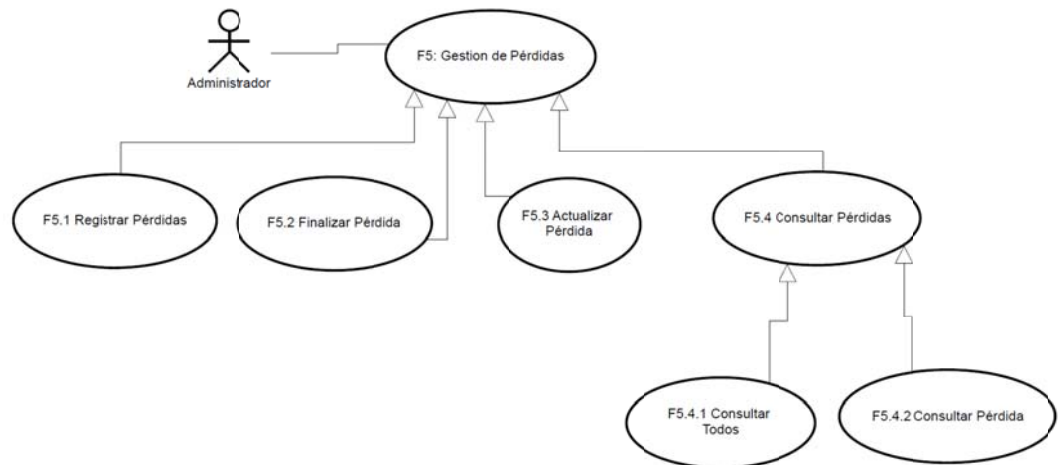 F5: Gestion de Pérdidas
Administrador
F5.1 Registrar Pérdidas
F5.2 Finalizar Pérdida
F5.3 Actualizar
Pérdida
F5.4 Consultar Pérdidas
F5.4.1 Consultar
Todos
F5.4.2 Consultar Pérdida